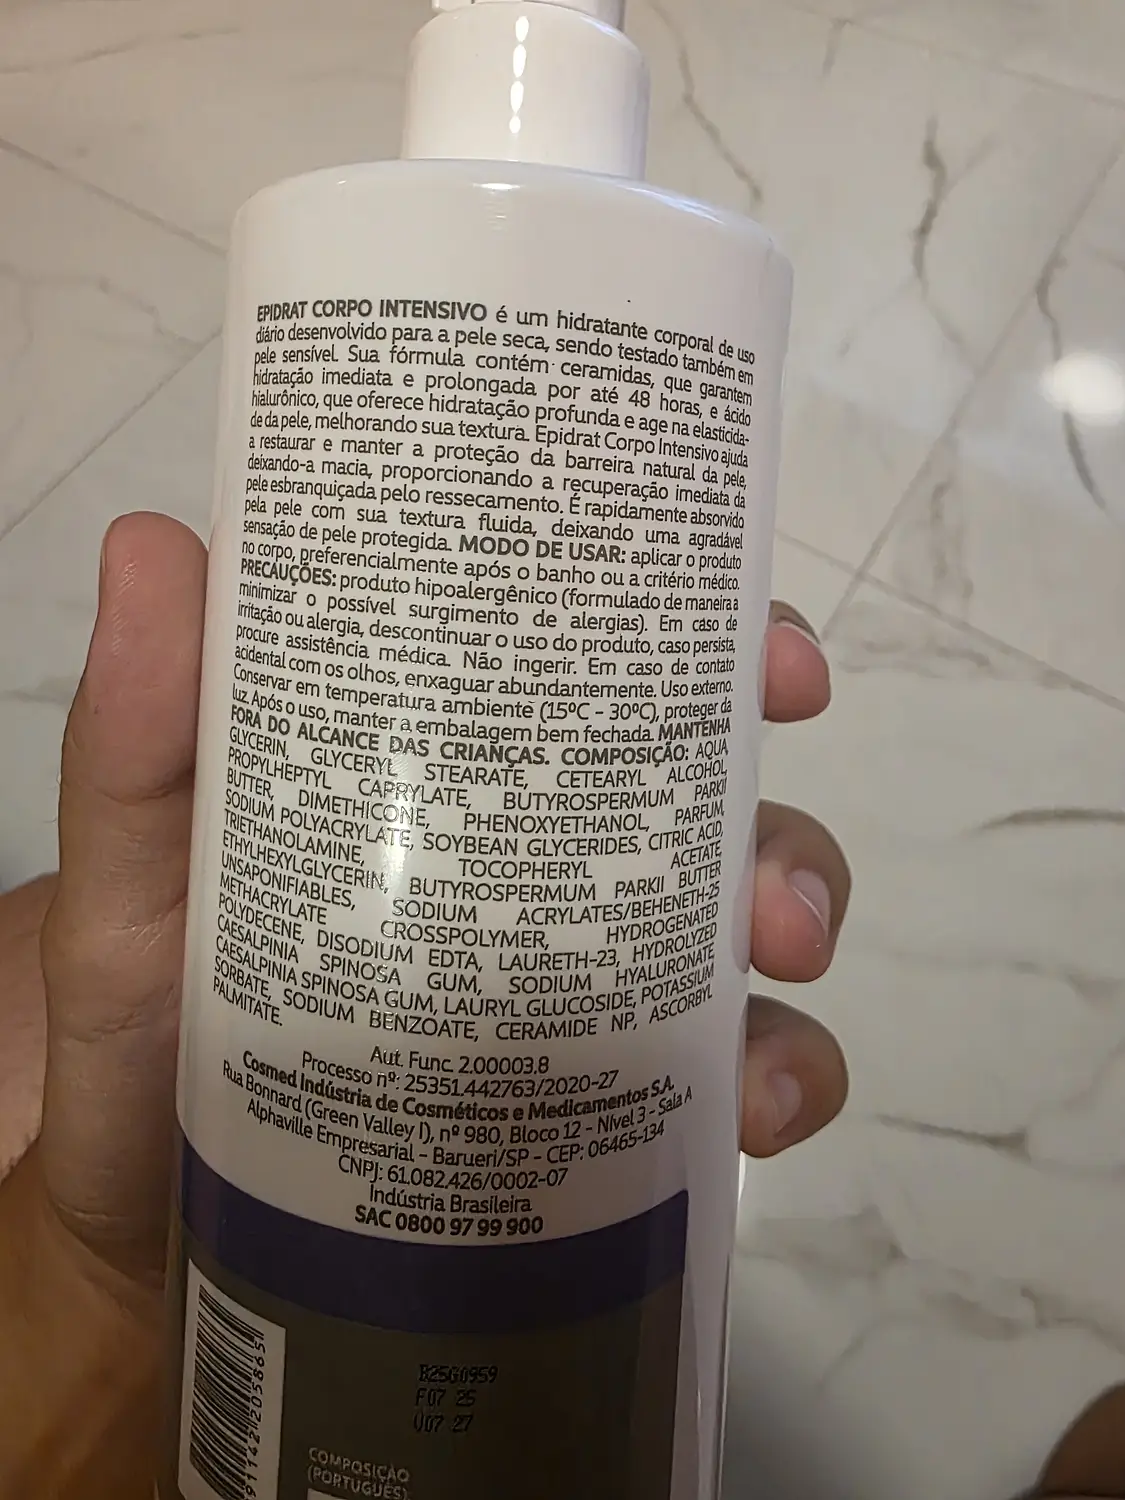 EPIDRAT CORPO INTENSIVO é um hidratante corporal de uso
diário desenvolvido para a pele seca, sendo testado também em
pele sensível. Sua fórmula contém ceramidas, que garantem
hidratação imediata e prolongada por até 48 horas, e ácido
hialurônico, que oferece hidratação profunda e age na elasticida-
de da pele, melhorando sua textura. Epidrat Corpo Intensivo ajuda
a restaurar e manter a proteção da barreira natural da pele,
deixando-a macia, proporcionando a recuperação imediata da
pele esbranquiçada pelo ressecamento. É rapidamente absorvido
pela pele com sua textura fluida, deixando uma agradável
sensação de pele protegida. MODO DE USAR: aplicar o produto
no corpo, preferencialmente após o banho ou a critério médico.
PRECAUÇÕES: produto hipoalergênico (formulado de maneira a
minimizar o possível surgimento de alergias). Em caso de
irritação ou alergia, descontinuar o uso do produto, caso persista,
procure assistência médica. Não ingerir. Em caso de contato
acidental com os olhos, enxaguar abundantemente. Uso externo.
Conservar em temperatura ambiente (15ºC - 30ºC), proteger da
luz. Após o uso, manter a embalagem bem fechada. MANTENHA
FORA DO ALCANCE DAS CRIANÇAS. COMPOSIÇÃO: AQUA,
GLYCERIN, GLYCERYL STEARATE, CETEARYL ALCOHOL,
PROPYLHEPTYL CAPRYLATE, BUTYROSPERMUM PARKII
BUTTER, DIMETHICONE, PHENOXYETHANOL, PARFUM,
SODIUM POLYACRYLATE, SOYBEAN GLYCERIDES, CITRIC ACID,
TRIETHANOLAMINE, TOCOPHERYL ACETATE,
ETHYLHEXYLGLYCERIN, BUTYROSPERMUM PARKII BUTTER
UNSAPONIFIABLES, SODIUM ACRYLATES/BEHENETH-25
METHACRYLATE CROSSPOLYMER, HYDROGENATED
POLYDECENE, DISODIUM EDTA, LAURETH-23, HYDROLYZED
CAESALPINIA SPINOSA GUM, SODIUM HYALURONATE,
CAESALPINIA SPINOSA GUM, LAURYL GLUCOSIDE, POTASSIUM
SORBATE, SODIUM BENZOATE, CERAMIDE NP, ASCORBYL
PALMITATE.
Aut. Func. 2.00003.8
Processo nº: 25351.442763/2020-27
Cosmed Indústria de Cosméticos e Medicamentos S.A.
Rua Bonnard (Green Valley I), nº 980, Bloco 12 - Nível 3 - Sala A
Alphaville Empresarial - Barueri/SP - CEP: 06465-134
CNPJ: 61.082.426/0002-07
Indústria Brasileira
SAC 0800 97 99 900
B25G0959
F07 25
V07 27
COMPOSIÇÃO
(PORTUGUÊS):